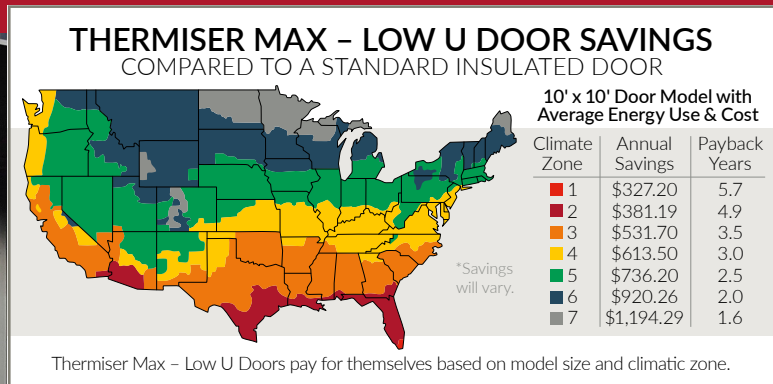 THERMISER MAX – LOW U DOOR SAVINGS
COMPARED TO A STANDARD INSULATED DOOR
10' x 10' Door Model with
Average Energy Use & Cost
Climate Zone Annual Savings Payback Years
1 $327.20 5.7
2 $381.19 4.9
3 $531.70 3.5
4 $613.50 3.0
5 $736.20 2.5
6 $920.26 2.0
7 $1,194.29 1.6
*Savings
will vary.
Thermiser Max – Low U Doors pay for themselves based on model size and climatic zone.